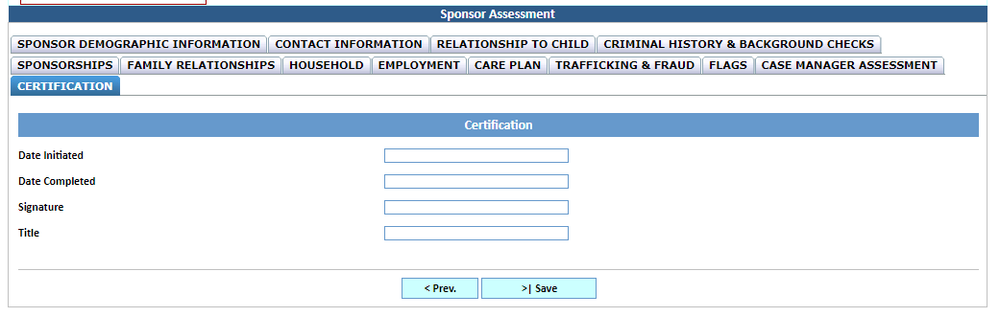 Sponsor Assessment
SPONSOR DEMOGRAPHIC INFORMATION CONTACT INFORMATION RELATIONSHIP TO CHILD CRIMINAL HISTORY & BACKGROUND CHECKS
SPONSORSHIPS FAMILY RELATIONSHIPS HOUSEHOLD EMPLOYMENT CARE PLAN TRAFFICKING & FRAUD FLAGS CASE MANAGER ASSESSMENT
CERTIFICATION
Certification
Date Initiated
Date Completed
Signature
Title
< Prev. >| Save